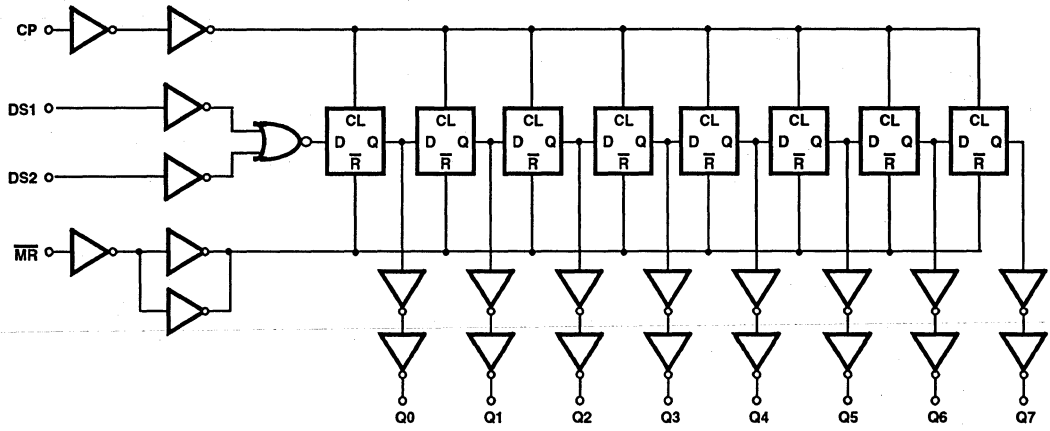 CP
DS1
DS2
M̅R̅
CL CL CL CL CL CL CL CL
D Q D Q D Q D Q D Q D Q D Q D Q
R̅ R̅ R̅ R̅ R̅ R̅ R̅ R̅
Q0 Q1 Q2 Q3 Q4 Q5 Q6 Q7